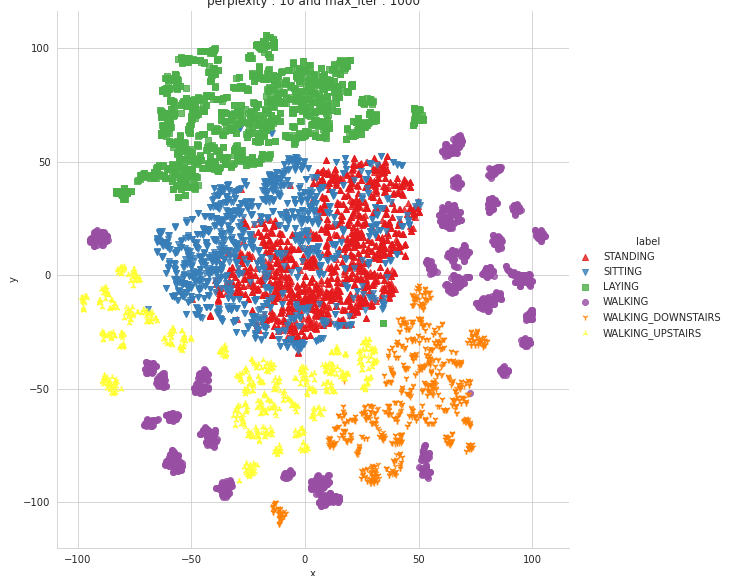 perplexity : 10 and max_iter : 1000
100
50
0
−50
−100
y
−100
−50
0
50
100
x
label
STANDING
SITTING
LAYING
WALKING
WALKING_DOWNSTAIRS
WALKING_UPSTAIRS